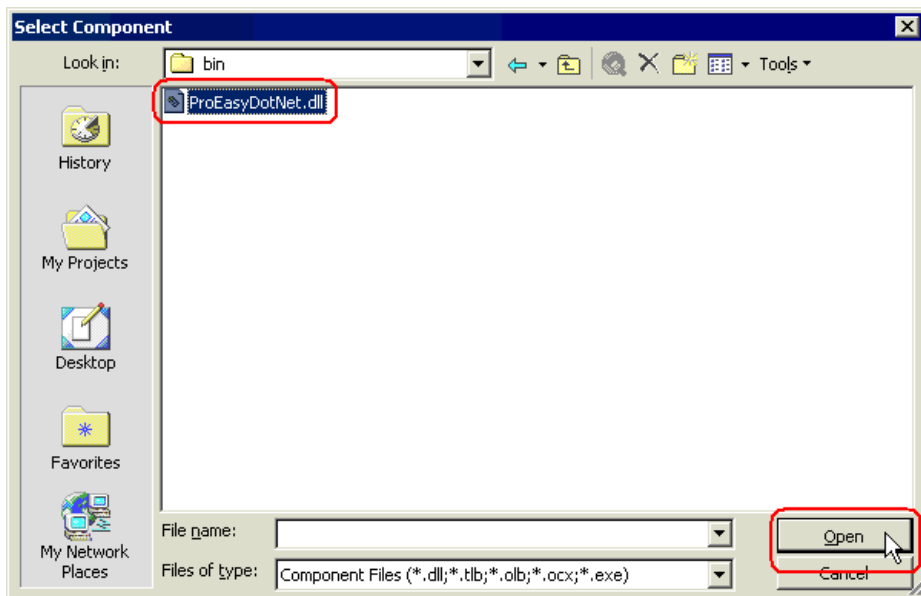 Select Component
Look in:
bin
Tools
ProEasyDotNet.dll
History
My Projects
Desktop
Favorites
My Network
Places
File name:
Open
Files of type:
Component Files (*.dll;*.tlb;*.olb;*.ocx;*.exe)
Cancel